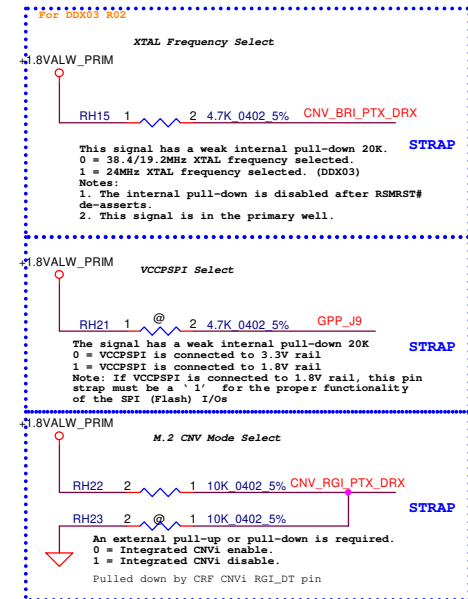 For DDX03 R02
XTAL Frequency Select
+1.8VALW_PRIM
RH15 1 2 4.7K_0402_5% CNV_BRI_PTX_DRX
STRAP
This signal has a weak internal pull-down 20K.
0 = 38.4/19.2MHz XTAL frequency selected.
1 = 24MHz XTAL frequency selected. (DDX03)
Notes:
1. The internal pull-down is disabled after RSMRST#
de-asserts.
2. This signal is in the primary well.
+1.8VALW_PRIM
VCCPSPI Select
@
RH21 1 2 4.7K_0402_5% GPP_J9
STRAP
The signal has a weak internal pull-down 20K
0 = VCCPSPI is connected to 3.3V rail
1 = VCCPSPI is connected to 1.8V rail
Note: If VCCPSPI is connected to 1.8V rail, this pin
strap must be a `1' for the proper functionality
of the SPI (Flash) I/Os
+1.8VALW_PRIM
M.2 CNV Mode Select
RH22 2 1 10K_0402_5% CNV_RGI_PTX_DRX
STRAP
RH23 2 @ 1 10K_0402_5%
An external pull-up or pull-down is required.
0 = Integrated CNVi enable.
1 = Integrated CNVi disable.
Pulled down by CRF CNVi RGI_DT pin